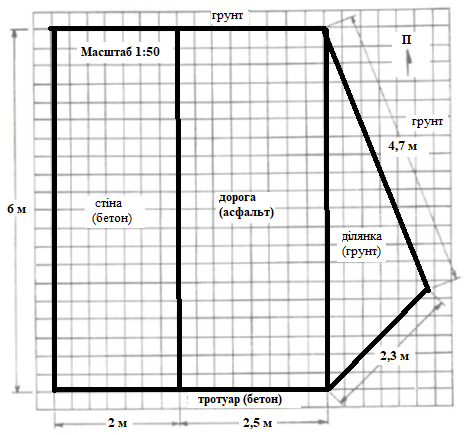 грунт
Масштаб 1:50
П
грунт
4,7 м
6 м
стіна
(бетон)
дорога
(асфальт)
ділянка
(грунт)
2,3 м
тротуар (бетон)
2 м
2,5 м